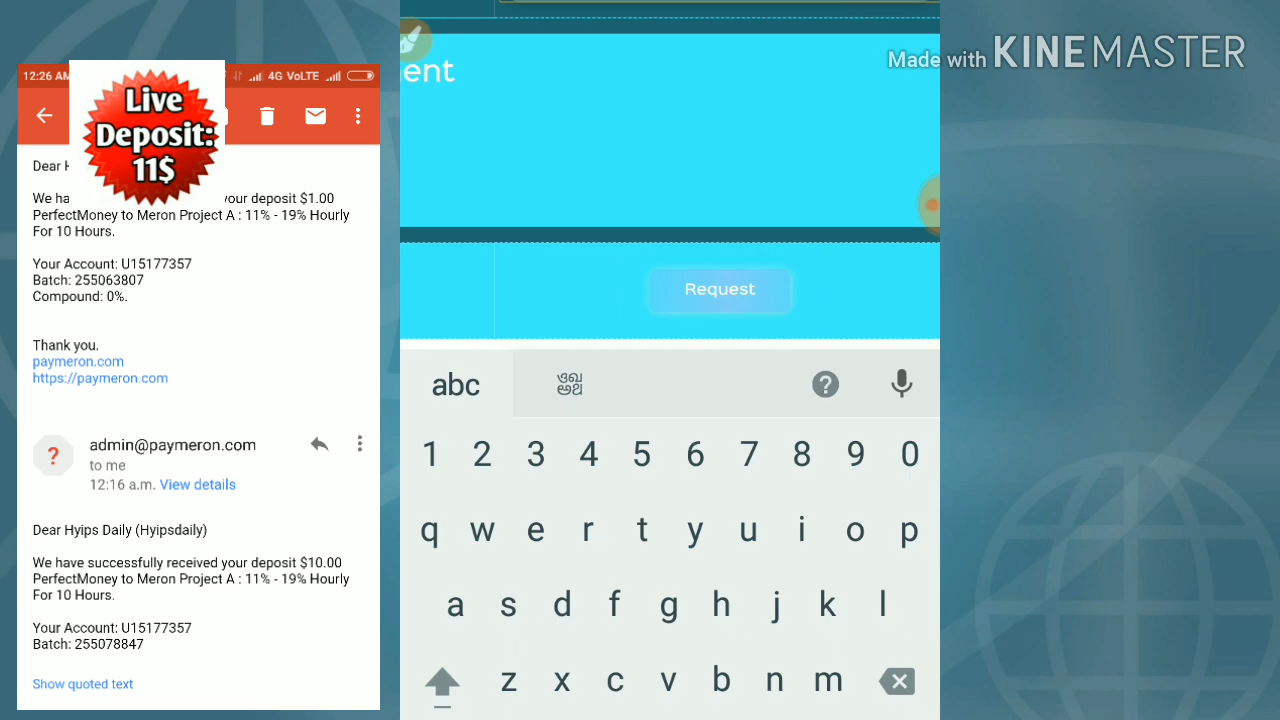 Made with KINEMASTER
12:26 AM
4G VoLTE
Live
Deposit:
11$
Dear H
We ha your deposit $1.00
PerfectMoney to Meron Project A : 11% - 19% Hourly
For 10 Hours.
Your Account: U15177357
Batch: 255063807
Compound: 0%.
Thank you.
paymeron.com
https://paymeron.com
?
admin@paymeron.com
to me
12:16 a.m. View details
Dear Hyips Daily (Hyipsdaily)
We have successfully received your deposit $10.00
PerfectMoney to Meron Project A : 11% - 19% Hourly
For 10 Hours.
Your Account: U15177357
Batch: 255078847
Show quoted text
ent
Request
abc
?
1 2 3 4 5 6 7 8 9 0
q w e r t y u i o p
a s d f g h j k l
z x c v b n m